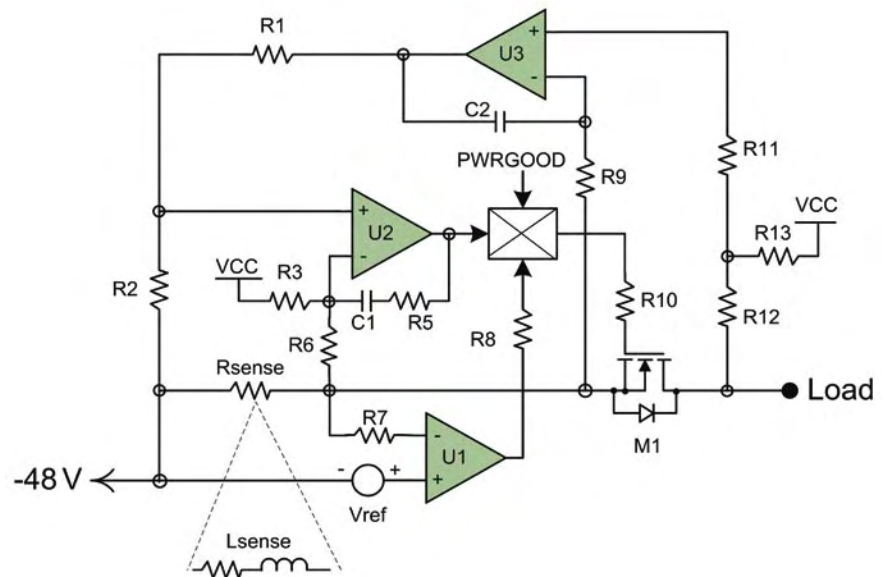 R1
+
U3
-
C2
R11
PWRGOOD
R9
VCC
+
U2
-
R13
VCC
R3
R2
C1
R5
R10
R12
R6
R8
Rsense
Load
R7
-
U1
M1
-48 V
-
+
+
Vref
Lsense